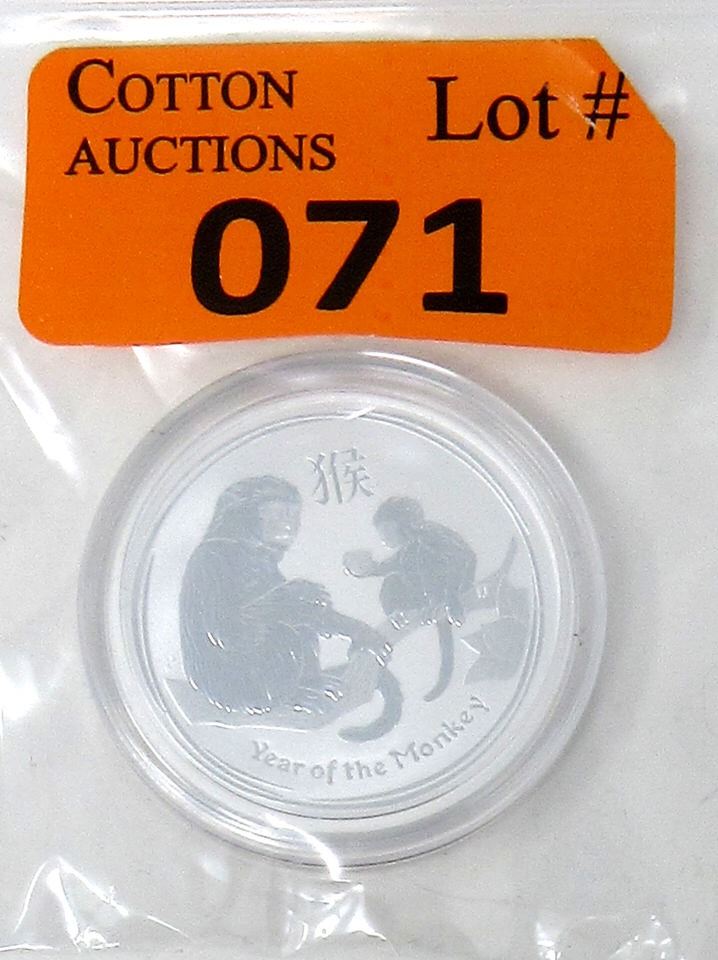 COTTON
AUCTIONS
Lot #
071
猴
Year of the Monkey